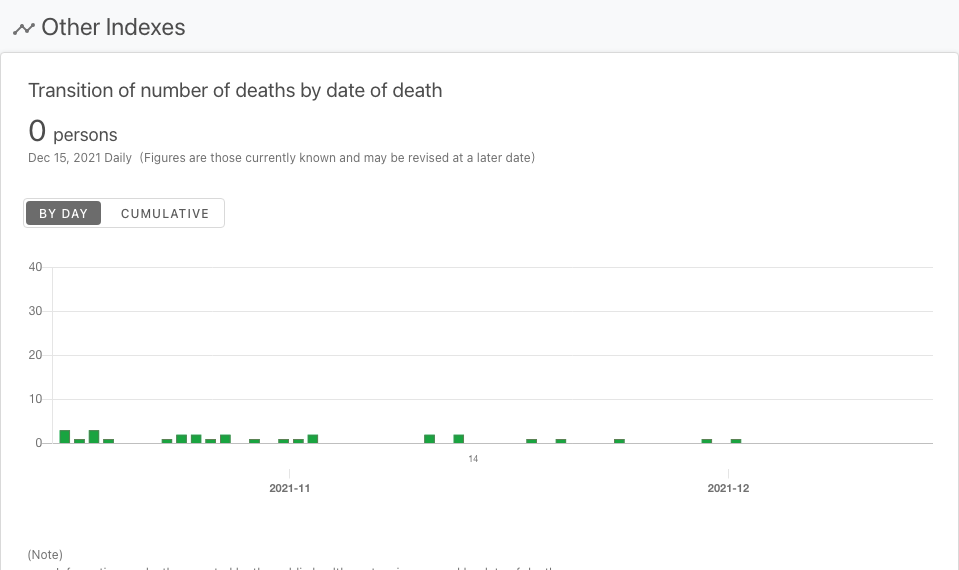 Other Indexes
Transition of number of deaths by date of death
0 persons
Dec 15, 2021 Daily (Figures are those currently known and may be revised at a later date)
BY DAY CUMULATIVE
40
30
20
10
0
14
2021-11 2021-12
(Note)